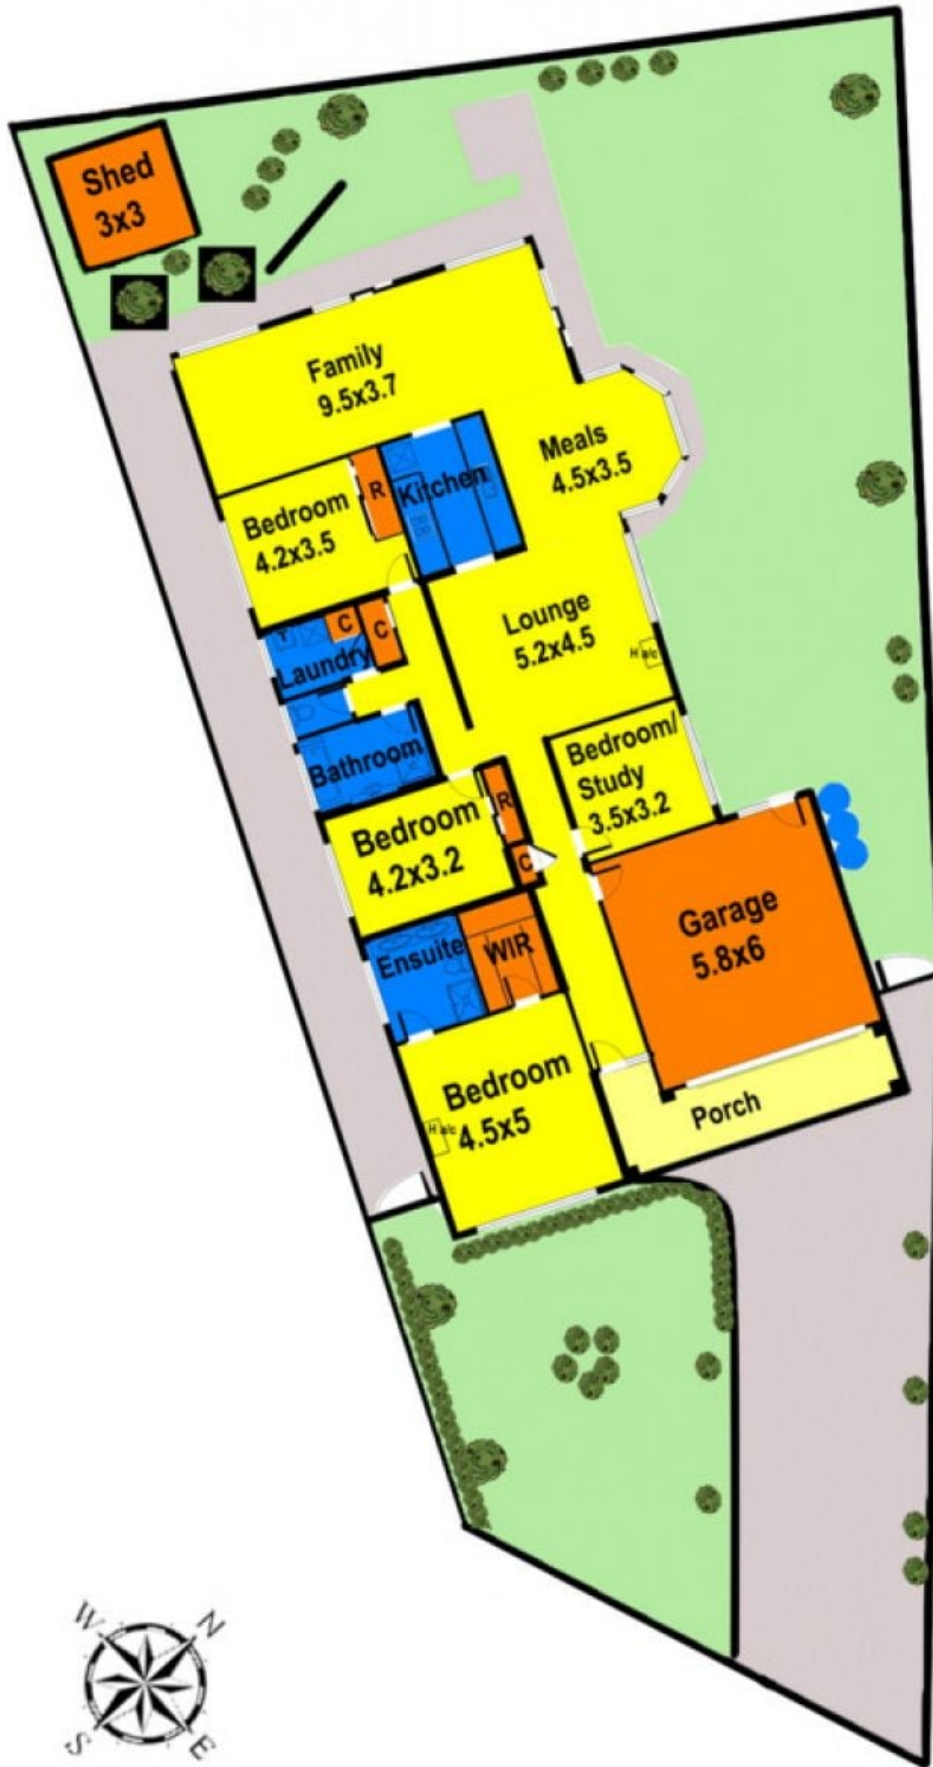 Shed
3x3
Family
9.5x3.7
Meals
4.5x3.5
R
Kitchen
Bedroom
4.2x3.5
Lounge
5.2x4.5
C
C
Laundry
H a/c
Bedroom/
Study
3.5x3.2
Bathroom
R
Bedroom
4.2x3.2
C
Garage
5.8x6
Ensuite
WIR
Bedroom
4.5x5
H a/c
Porch
W
N
S
E